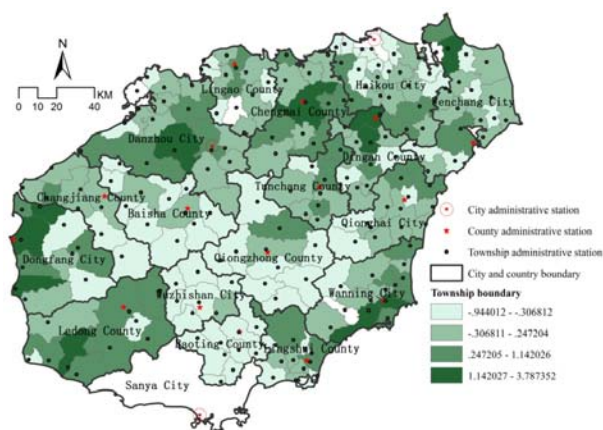 N
0 10 20 40
KM
Lingao County
Haikou City
Wenchang City
Chengmai County
Danzhou City
Dingan County
Tunchang County
Changjiang County
Baisha County
Qionghai City
Qiongzhong County
Dongfang City
Wuzhishan City
Wanning City
Ledong County
Baoting County
Lingshui County
Sanya City
City administrative station
County administrative station
Township administrative station
City and country boundary
Township boundary
-.944012 - -.306812
-.306811 - .247204
.247205 - 1.142026
1.142027 - 3.787352